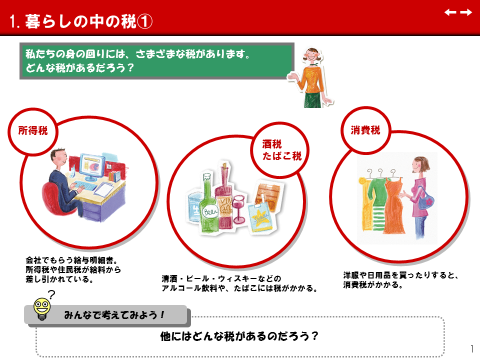 1. 暮らしの中の税①
私たちの身の回りには、さまざまな税があります。
どんな税があるだろう？
所得税
酒税
たばこ税
消費税
会社でもらう給与明細書。
所得税や住民税が給料から
差し引かれている。
清酒・ビール・ウィスキーなどの
アルコール飲料や、たばこには税がかかる。
洋服や日用品を買ったりすると、
消費税がかかる。
？
みんなで考えてみよう！
他にはどんな税があるのだろう？
1